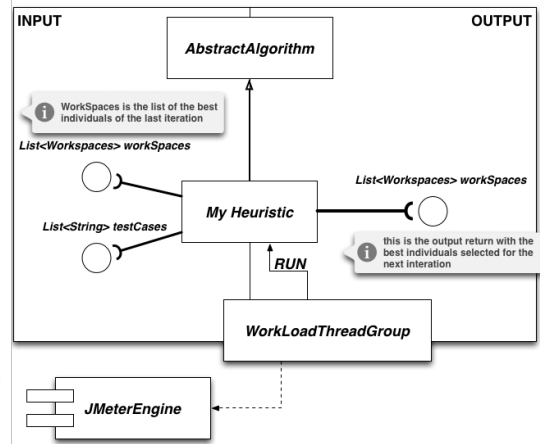 INPUT
OUTPUT
AbstractAlgorithm
WorkSpaces is the list of the best
individuals of the last iteration
List<Workspaces> workSpaces
List<Workspaces> workSpaces
My Heuristic
List<String> testCases
this is the output return with the
best individuals selected for the
next interation
RUN
WorkLoadThreadGroup
JMeterEngine